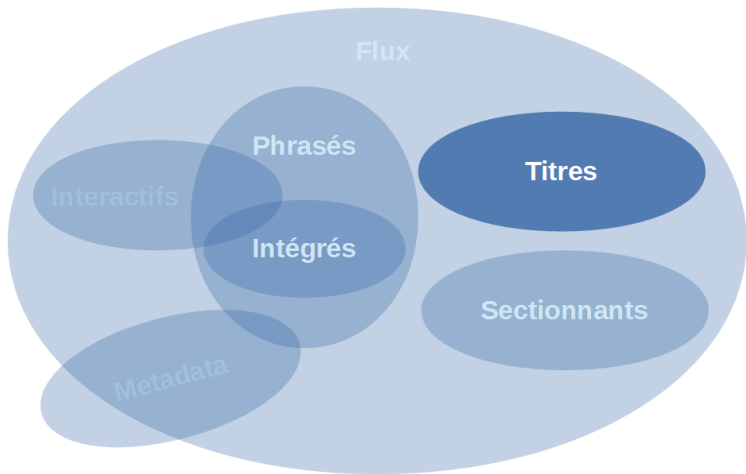 Flux
Phrasés
Titres
Interactifs
Intégrés
Sectionnants
Metadata